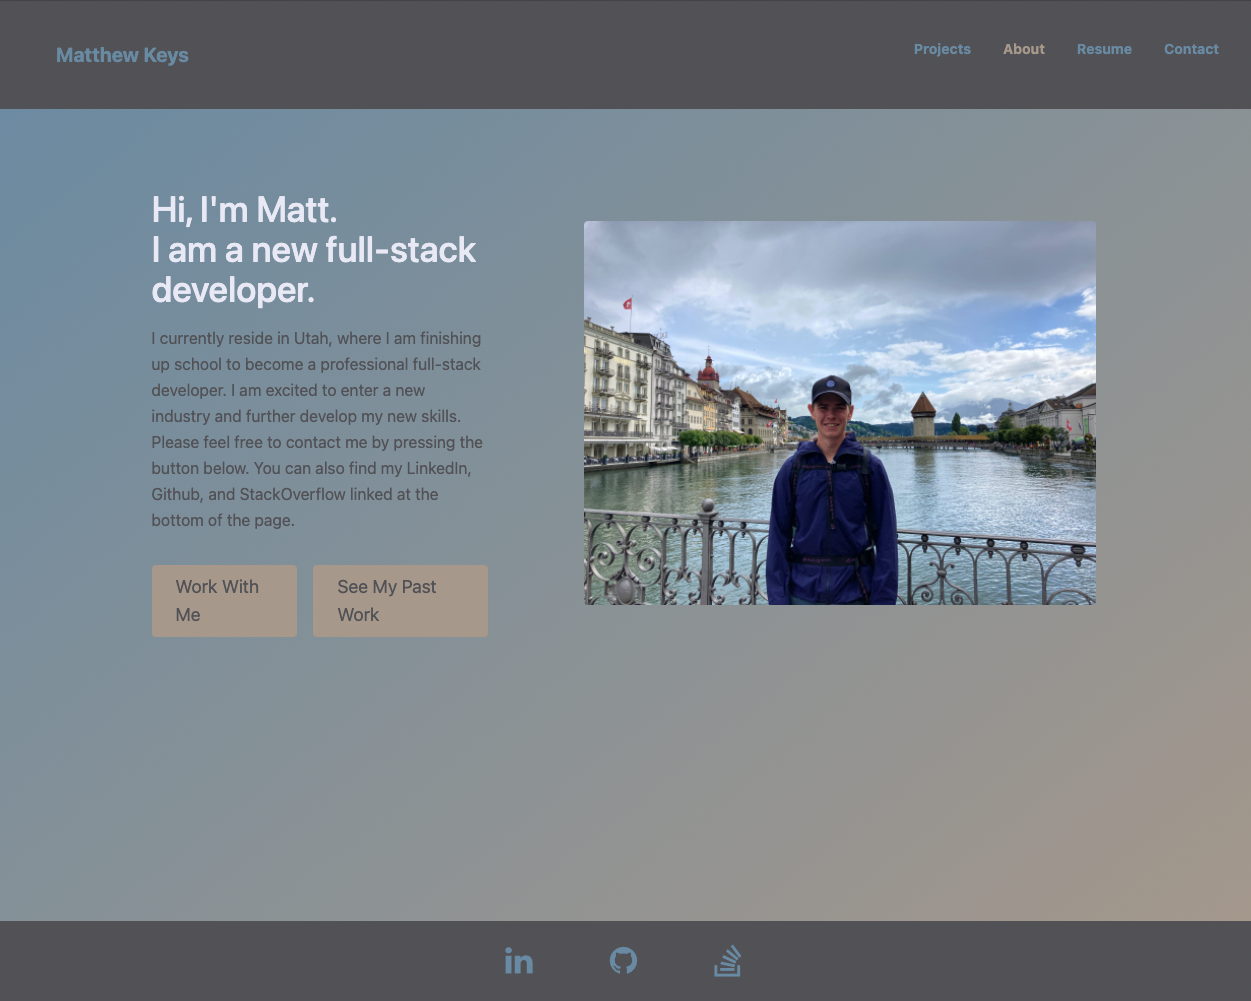 Matthew Keys
Projects About Resume Contact
Hi, I'm Matt.
I am a new full-stack
developer.
I currently reside in Utah, where I am finishing
up school to become a professional full-stack
developer. I am excited to enter a new
industry and further develop my new skills.
Please feel free to contact me by pressing the
button below. You can also find my LinkedIn,
Github, and StackOverflow linked at the
bottom of the page.
Work With
Me
See My Past
Work
in